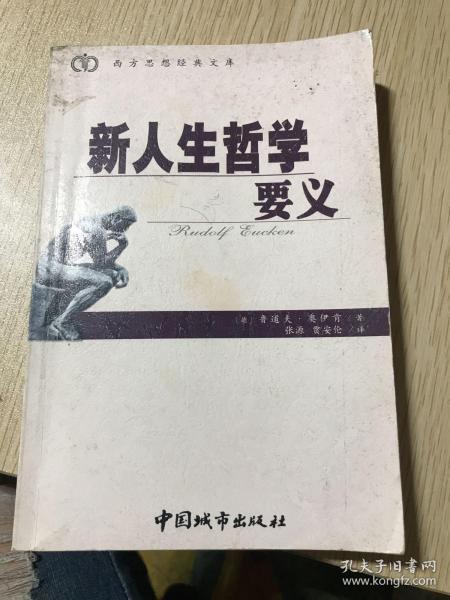 西方思想经典文库
新人生哲学
要义
Rudolf Eucken
[德] 鲁道夫·奥伊肯 / 著
张源 贾安伦 / 译
中国城市出版社
孔夫子旧书网
www.kongfz.com